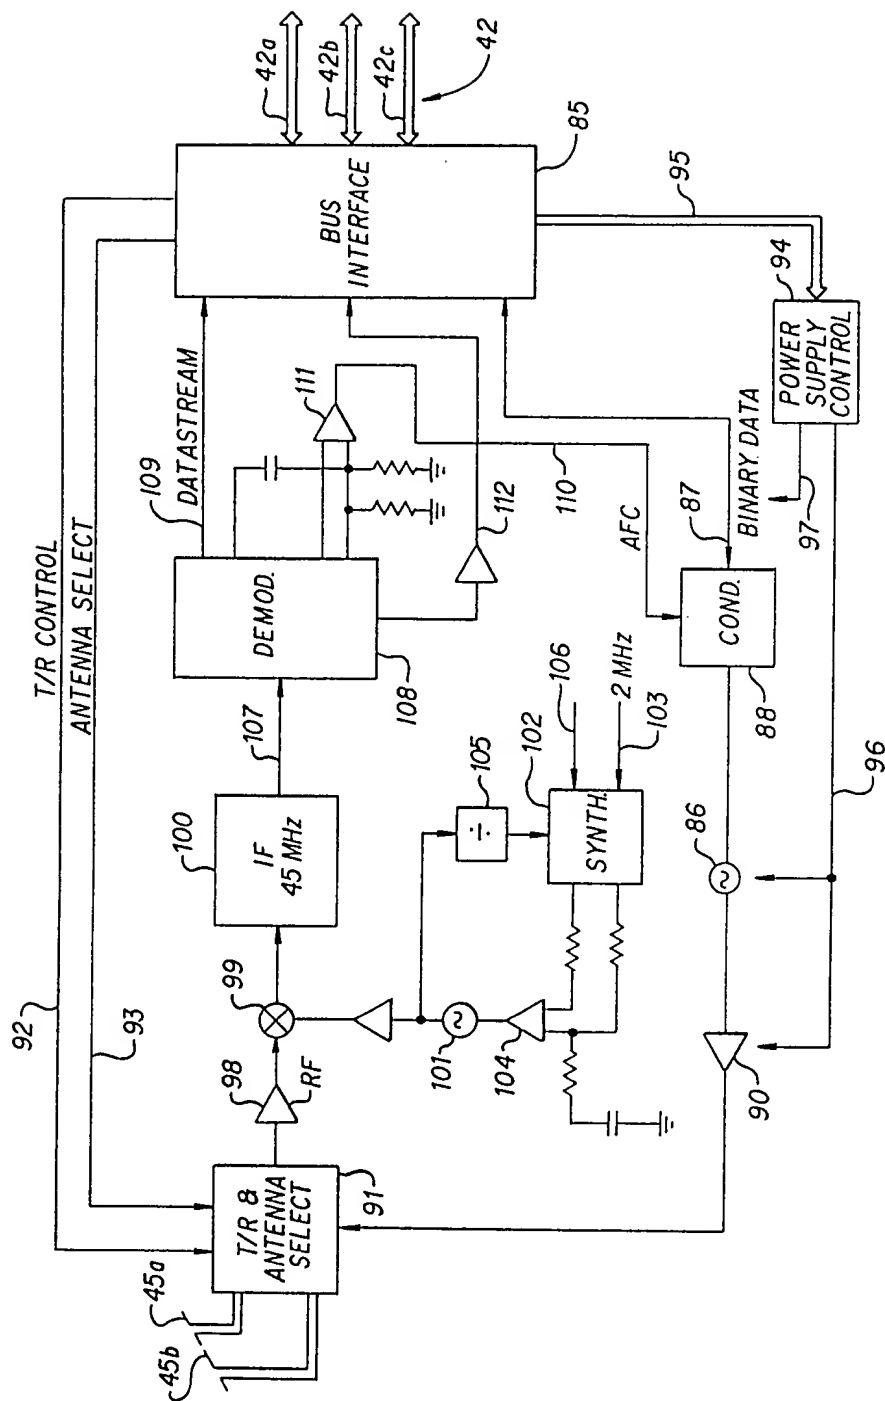 T/R CONTROL
92
ANTENNA SELECT
93
109
DATASTREAM
42a
42b
42c
42
BUS
INTERFACE
85
45a
45b
T/R &
ANTENNA
SELECT
91
98
RF
99
100
IF
45 MHz
107
DEMOD.
108
111
112
110
AFC
101
104
105
÷
102
SYNTH.
106
2 MHz
103
~
~
86
90
COND.
88
87
BINARY DATA
97
POWER
SUPPLY
CONTROL
94
95
96